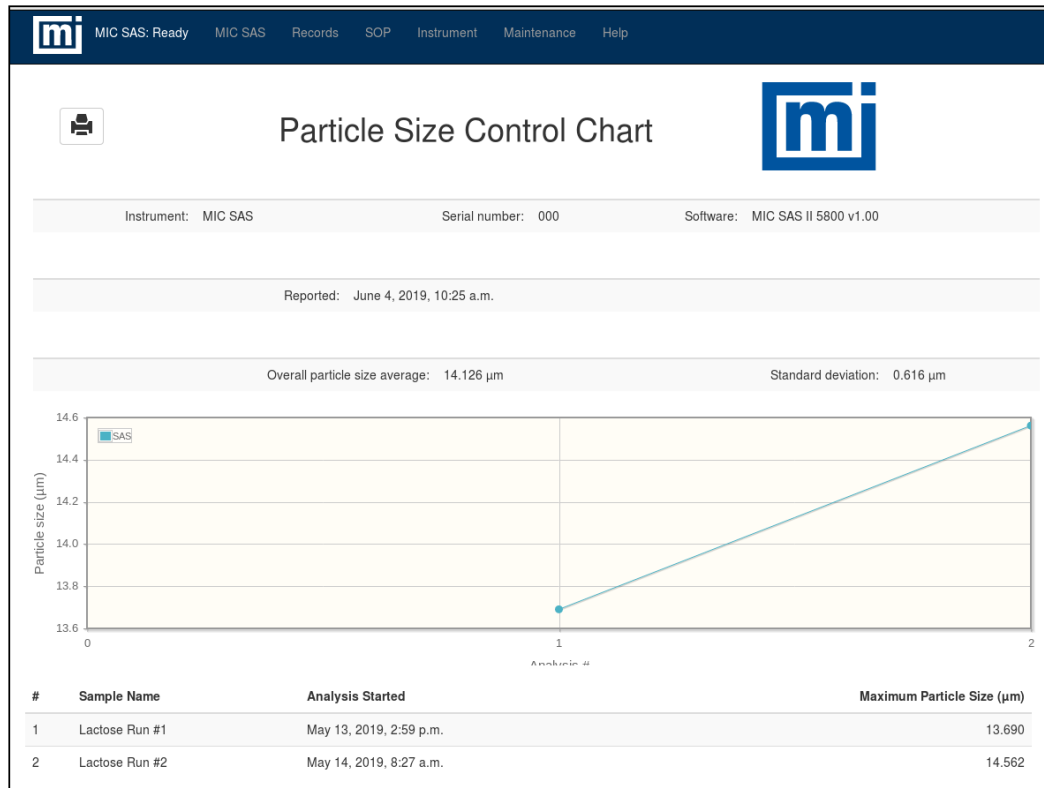 mi MIC SAS: Ready MIC SAS Records SOP Instrument Maintenance Help
Particle Size Control Chart
mi
Instrument: MIC SAS Serial number: 000 Software: MIC SAS II 5800 v1.00
Reported: June 4, 2019, 10:25 a.m.
Overall particle size average: 14.126 µm Standard deviation: 0.616 µm
14.6
SAS
14.4
14.2
14.0
13.8
13.6
Particle size (µm)
0 1 2
Analysis #
# Sample Name Analysis Started Maximum Particle Size (µm)
1 Lactose Run #1 May 13, 2019, 2:59 p.m. 13.690
2 Lactose Run #2 May 14, 2019, 8:27 a.m. 14.562